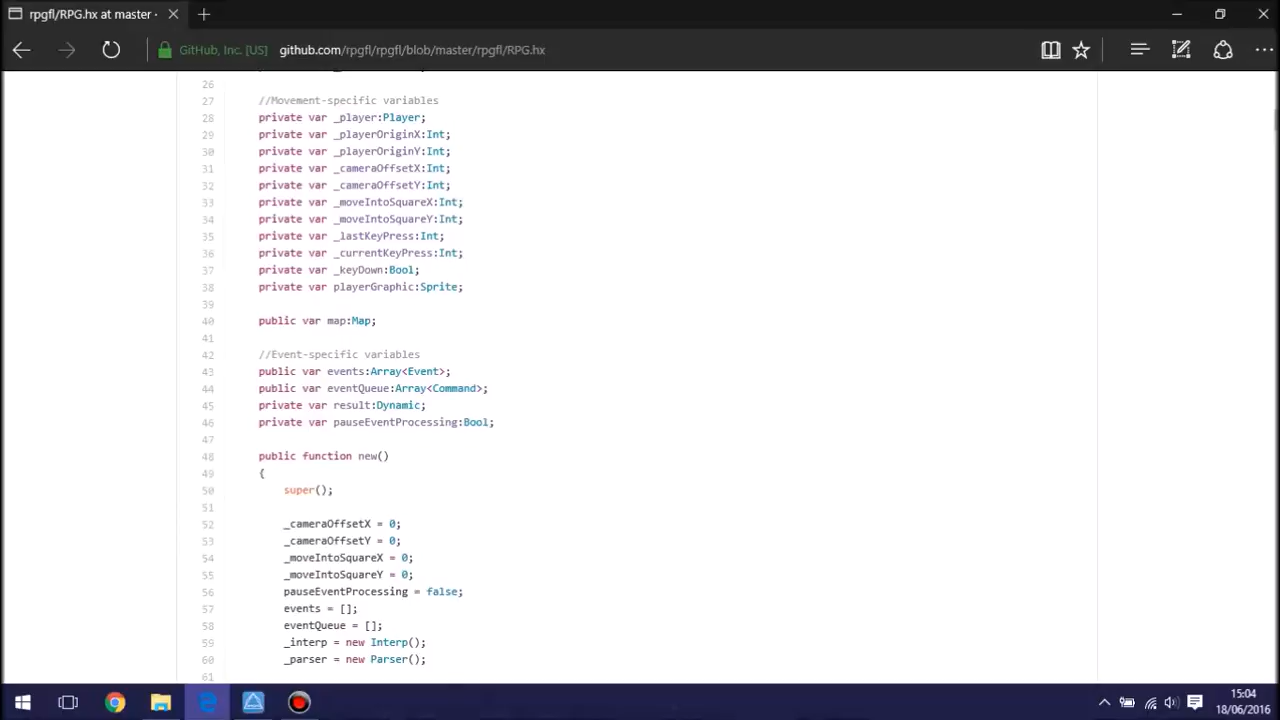 rpgfl/RPG.hx at master ·
GitHub, Inc. [US] github.com/rpgfl/rpgfl/blob/master/rpgfl/RPG.hx
26
27 //Movement-specific variables
28 private var _player:Player;
29 private var _playerOriginX:Int;
30 private var _playerOriginY:Int;
31 private var _cameraOffsetX:Int;
32 private var _cameraOffsetY:Int;
33 private var _moveIntoSquareX:Int;
34 private var _moveIntoSquareY:Int;
35 private var _lastKeyPress:Int;
36 private var _currentKeyPress:Int;
37 private var _keyDown:Bool;
38 private var playerGraphic:Sprite;
39
40 public var map:Map;
41
42 //Event-specific variables
43 public var events:Array<Event>;
44 public var eventQueue:Array<Command>;
45 private var result:Dynamic;
46 private var pauseEventProcessing:Bool;
47
48 public function new()
49 {
50 super();
51
52 _cameraOffsetX = 0;
53 _cameraOffsetY = 0;
54 _moveIntoSquareX = 0;
55 _moveIntoSquareY = 0;
56 pauseEventProcessing = false;
57 events = [];
58 eventQueue = [];
59 _interp = new Interp();
60 _parser = new Parser();
61
15:04
18/06/2016